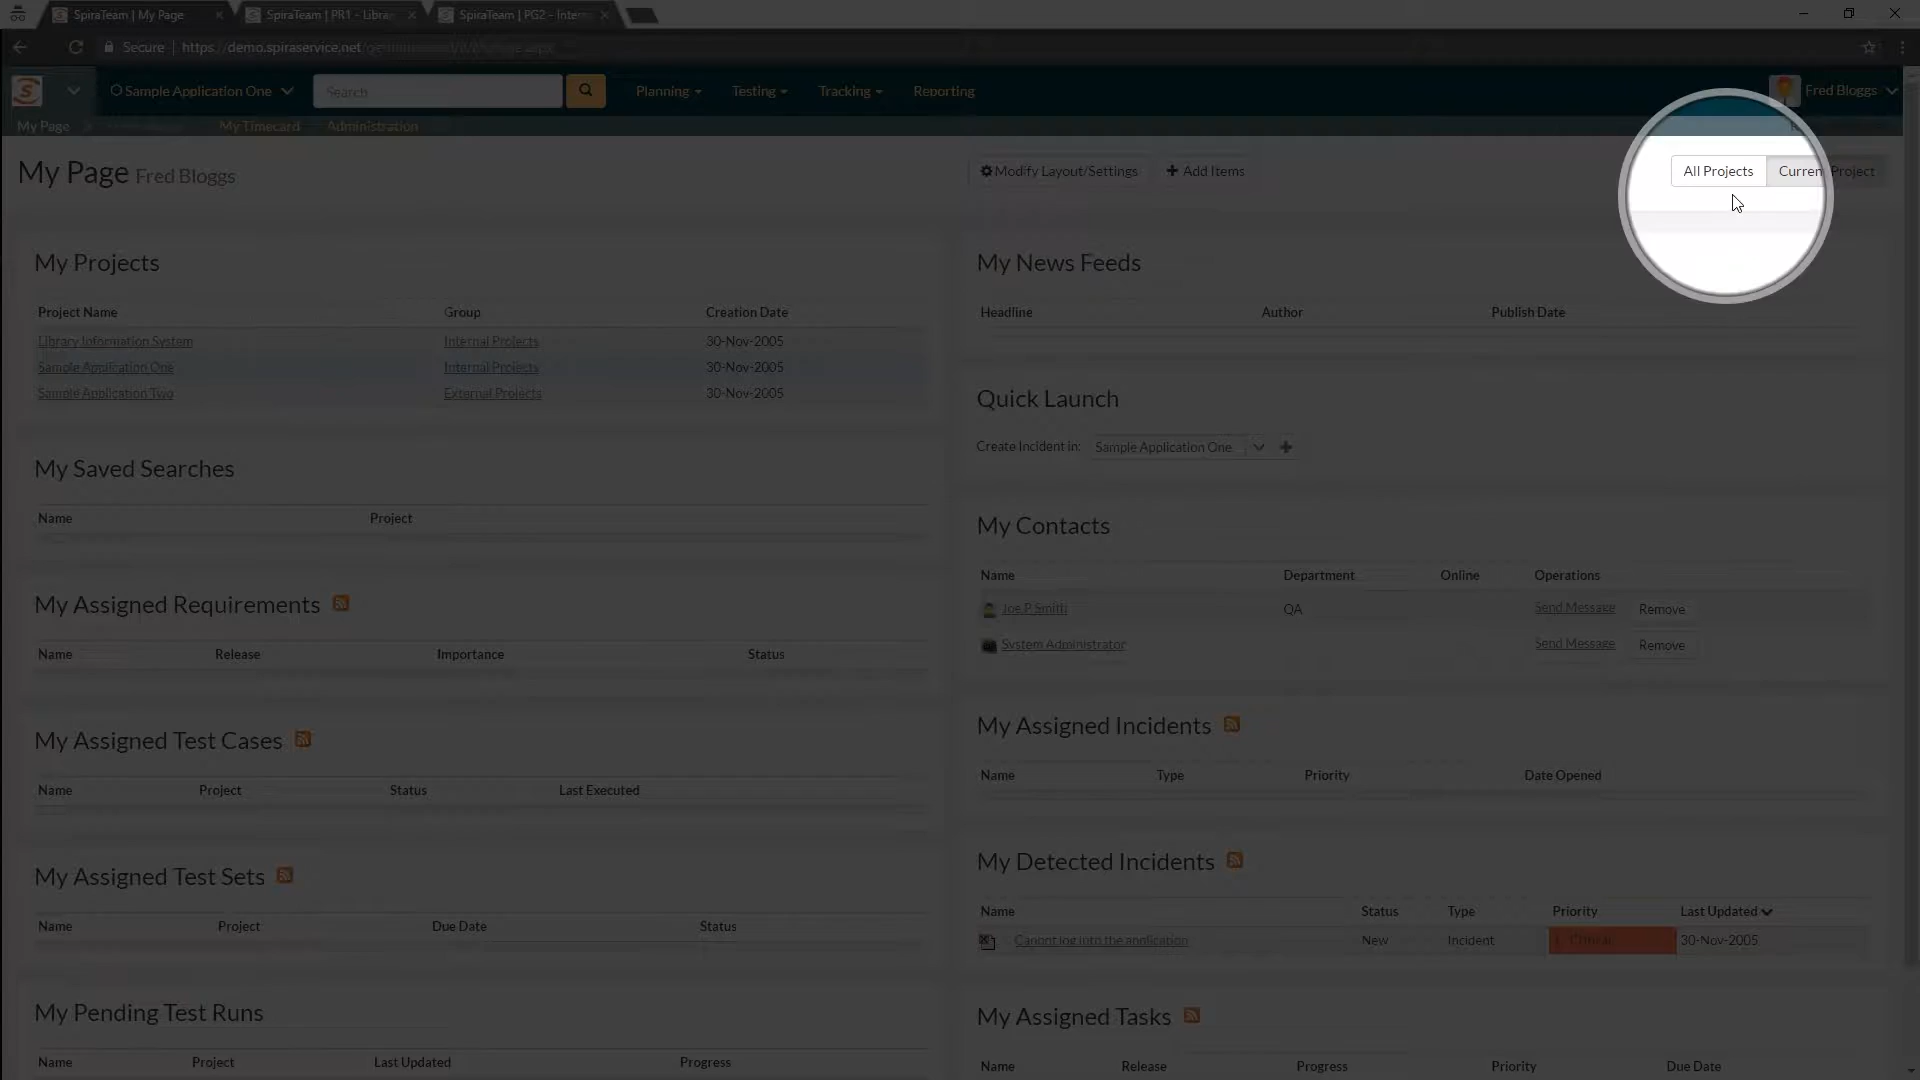 SpiraTeam | My Page
SpiraTeam | PR1 - Librar
SpiraTeam | PG2 - Intern
Secure | https://demo.spiraservice.net/
Sample Application One
Search
Planning
Testing
Tracking
Reporting
Fred Bloggs
My Page
My Timecard
Administration
My Page Fred Bloggs
Modify Layout/Settings
Add Items
All Projects
Current Project
My Projects
Project Name Group Creation Date
Library Information System Internal Projects 30-Nov-2005
Sample Application One Internal Projects 30-Nov-2005
Sample Application Two External Projects 30-Nov-2005
My Saved Searches
Name Project
My Assigned Requirements
Name Release Importance Status
My Assigned Test Cases
Name Project Status Last Executed
My Assigned Test Sets
Name Project Due Date Status
My Pending Test Runs
Name Project Last Updated Progress
My News Feeds
Headline Author Publish Date
Quick Launch
Create Incident in: Sample Application One
My Contacts
Name Department Online Operations
Joe P Smith QA Send Message Remove
System Administrator Send Message Remove
My Assigned Incidents
Name Type Priority Date Opened
My Detected Incidents
Name Status Type Priority Last Updated
Cannot log into the application New Incident 1 - Critical 30-Nov-2005
My Assigned Tasks
Name Release Progress Priority Due Date